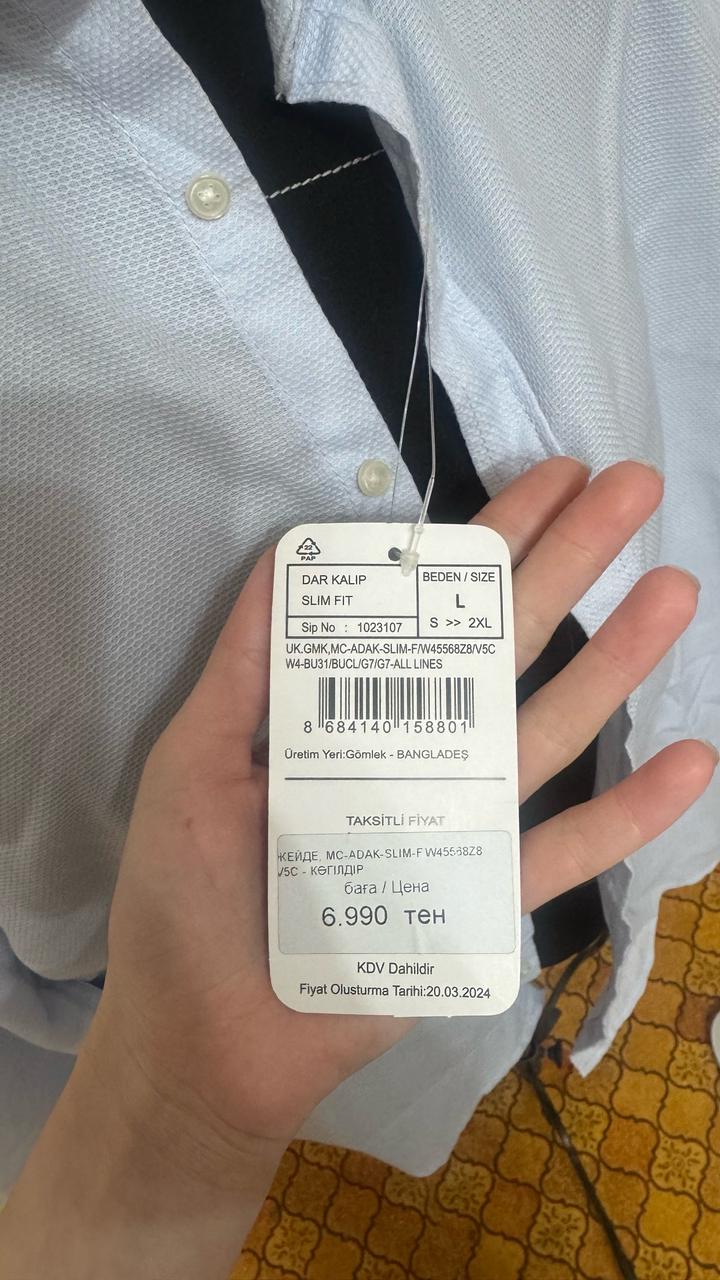 22
PAP
DAR KALIP
SLIM FIT
Sip No : 1023107
BEDEN / SIZE
L
S >> 2XL
UK.GMK,MC-ADAK-SLIM-F/W45568Z8/V5C
W4-BU31/BUCL/G7/G7-ALL LINES
8 684140 158801
Üretim Yeri:Gömlek - BANGLADEŞ
TAKSİTLİ FİYAT
ЖЕЙДЕ, MC-ADAK-SLIM-F W45568Z8
V5C - КӨГІЛДІР
баға / Цена
6.990 тен
KDV Dahildir
Fiyat Olusturma Tarihi:20.03.2024